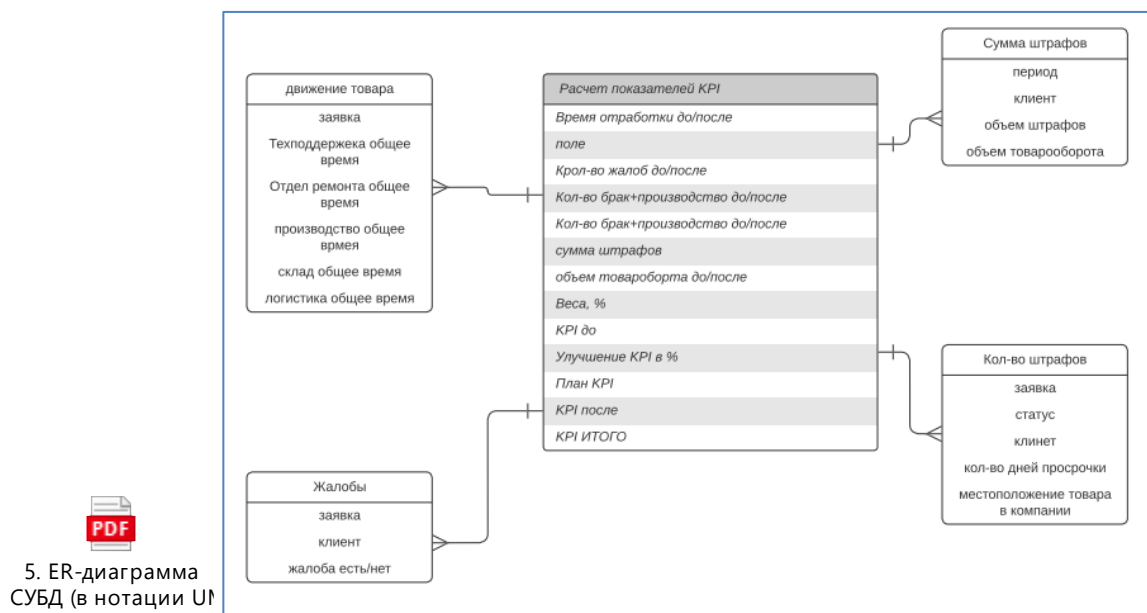 движение товара
заявка
Техподдержека общее
время
Отдел ремонта общее
время
производство общее
врмея
склад общее время
логистика общее время
Расчет показателей KPI
Время отработки до/после
поле
Крол-во жалоб до/после
Кол-во брак+производство до/после
Кол-во брак+производство до/после
сумма штрафов
объем товароборта до/после
Веса, %
KPI до
Улучшение KPI в %
План KPI
KPI после
KPI ИТОГО
Сумма штрафов
период
клиент
объем штрафов
объем товарооборота
Кол-во штрафов
заявка
статус
клинет
кол-во дней просрочки
местоположение товара
в компании
Жалобы
заявка
клиент
жалоба есть/нет
PDF
5. ER-диаграмма
СУБД (в нотации